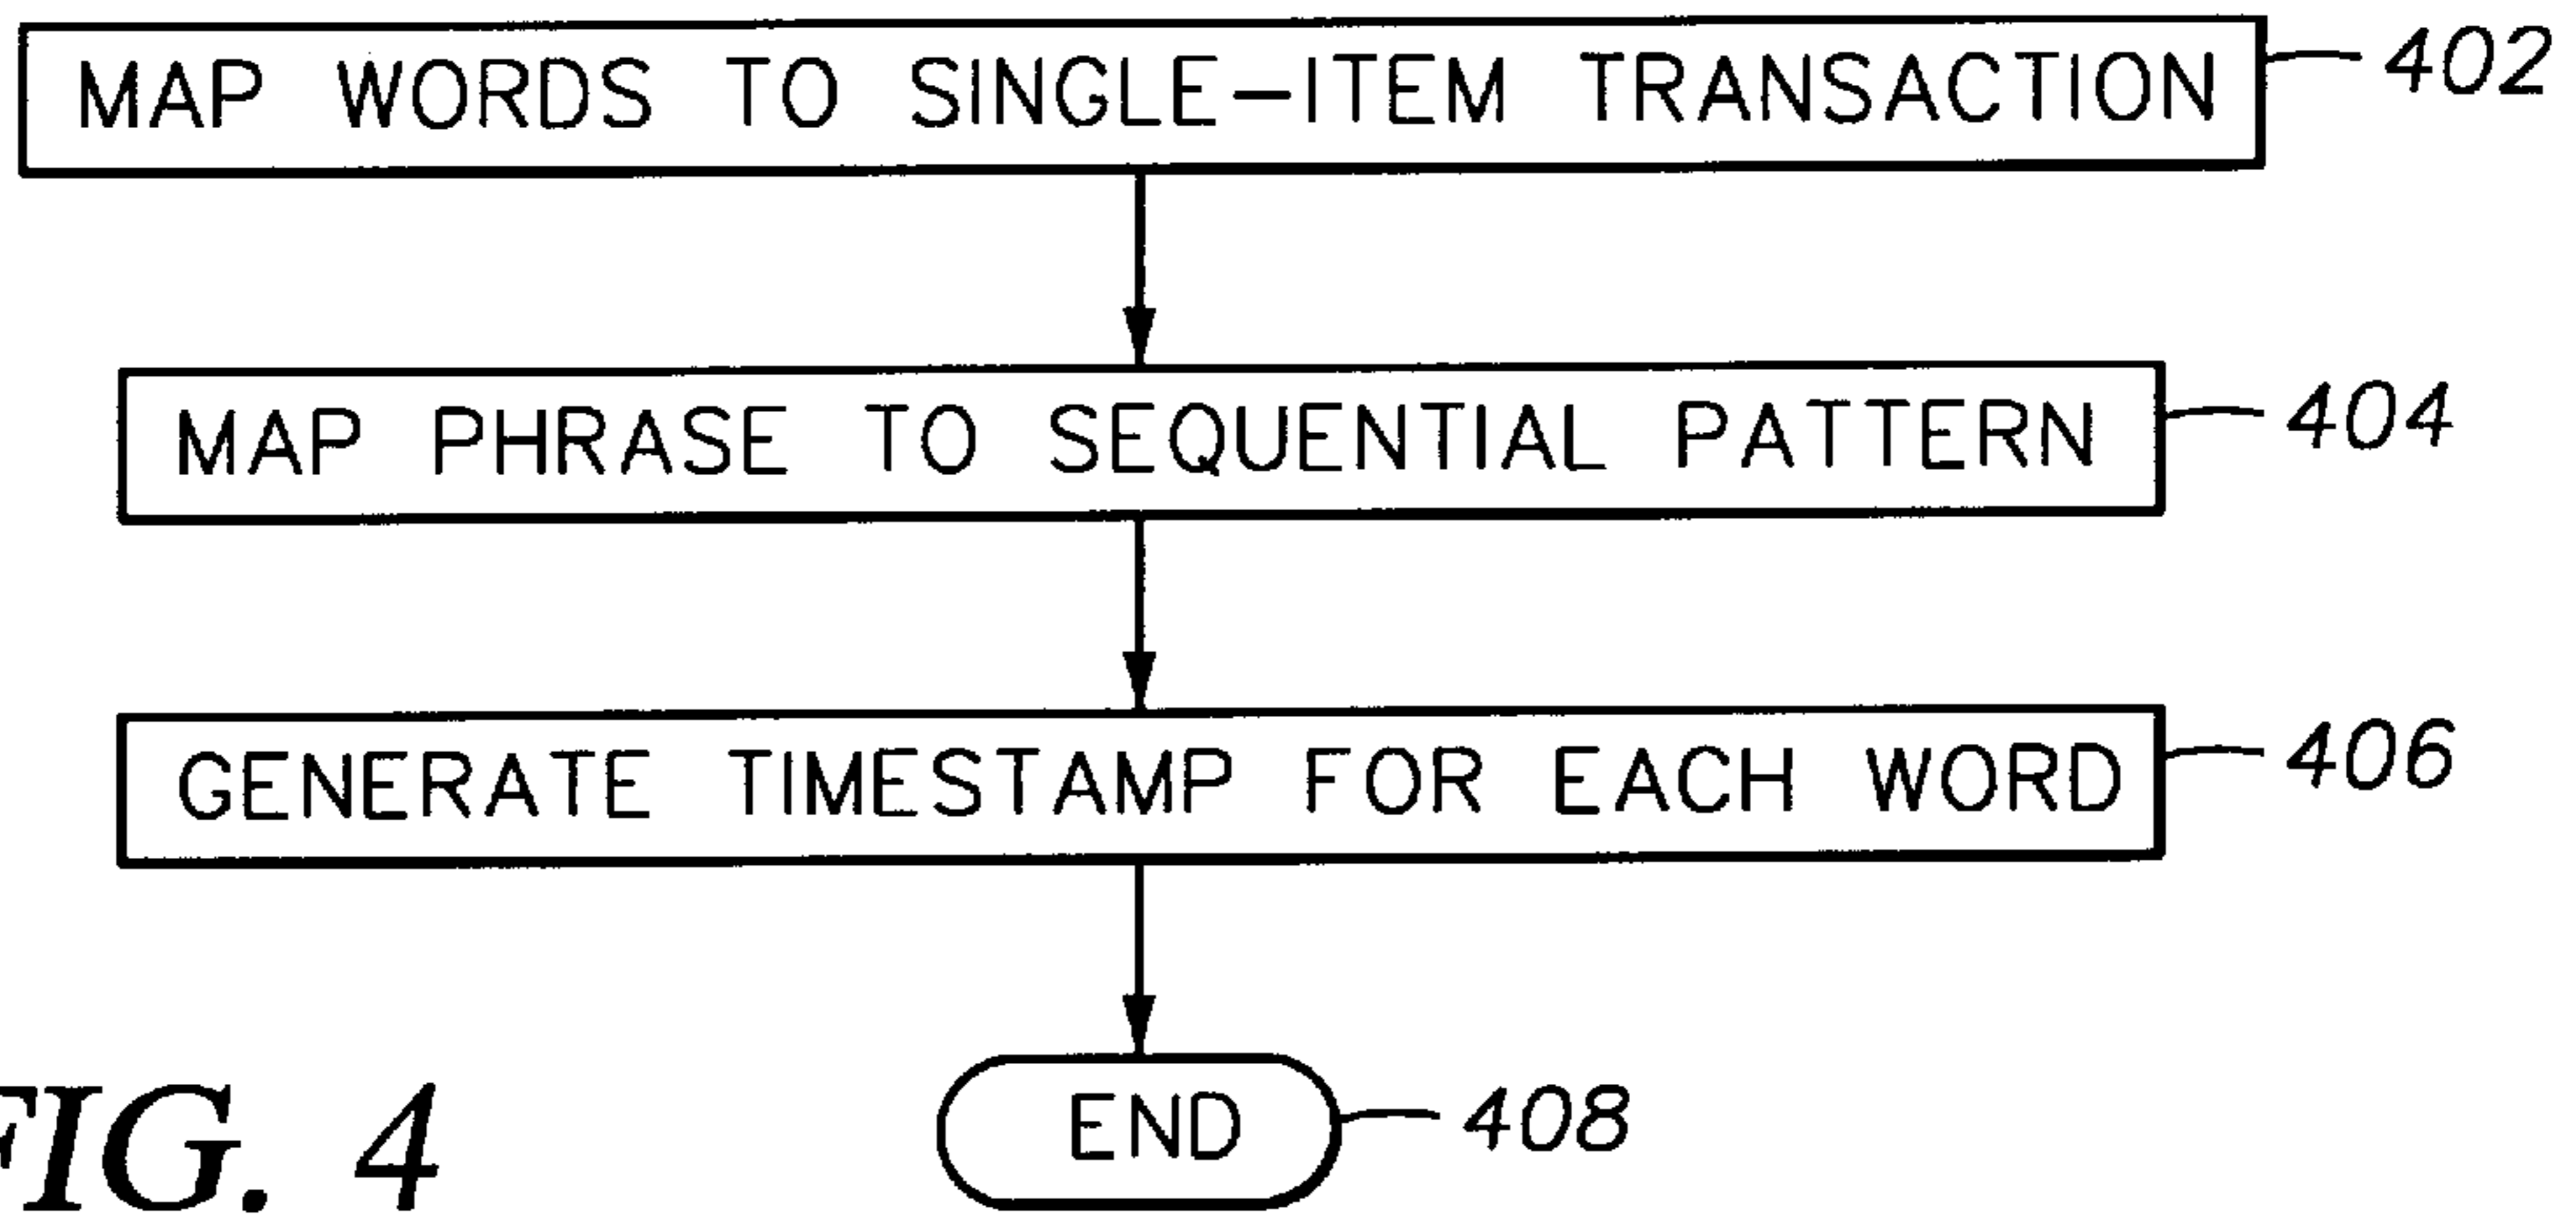 MAP WORDS TO SINGLE-ITEM TRANSACTION 402
MAP PHRASE TO SEQUENTIAL PATTERN 404
GENERATE TIMESTAMP FOR EACH WORD 406
END 408
FIG. 4